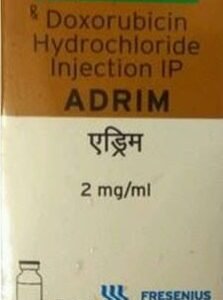 ℞ Doxorubicin
Hydrochloride
Injection IP
ADRIM
एड्रिम
2 mg/ml
FRESENIUS